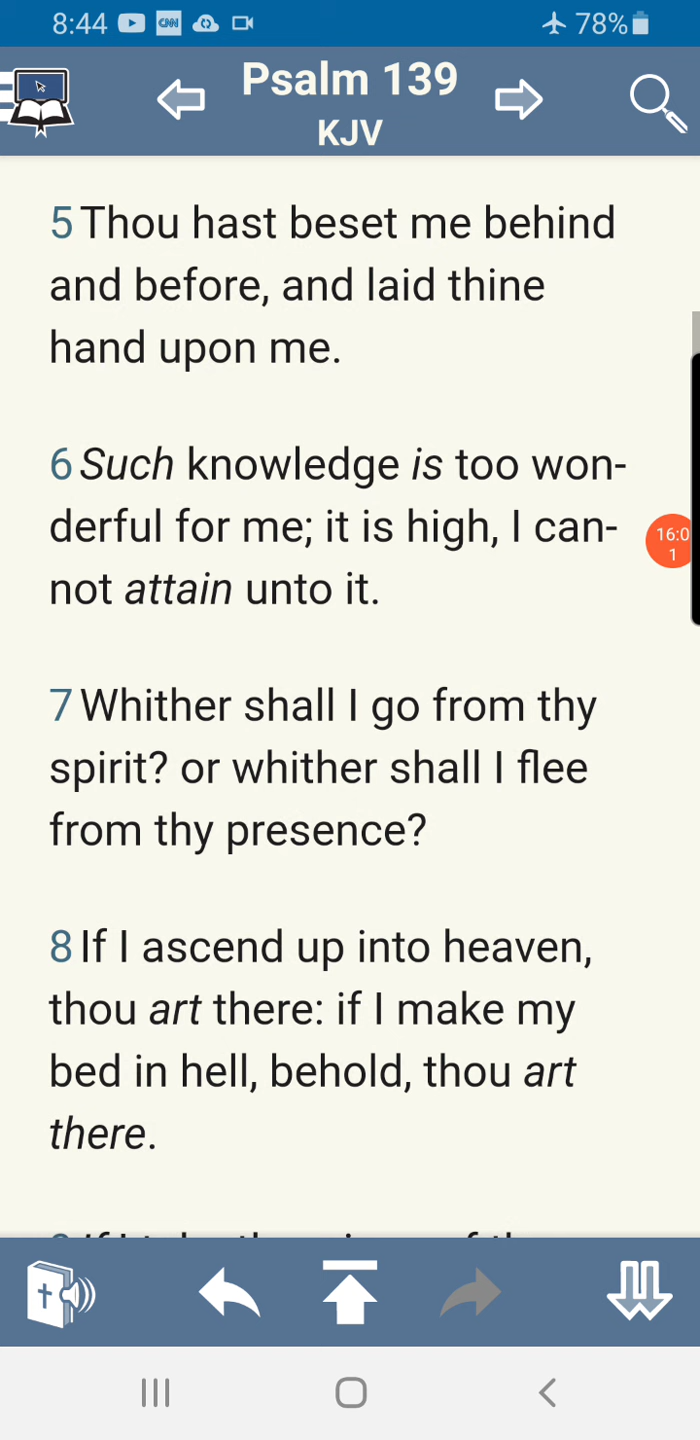 8:44 CNN 78%
Psalm 139
KJV
5 Thou hast beset me behind
and before, and laid thine
hand upon me.
6 Such knowledge is too won-
derful for me; it is high, I can-
not attain unto it.
16:0
1
7 Whither shall I go from thy
spirit? or whither shall I flee
from thy presence?
8 If I ascend up into heaven,
thou art there: if I make my
bed in hell, behold, thou art
there.